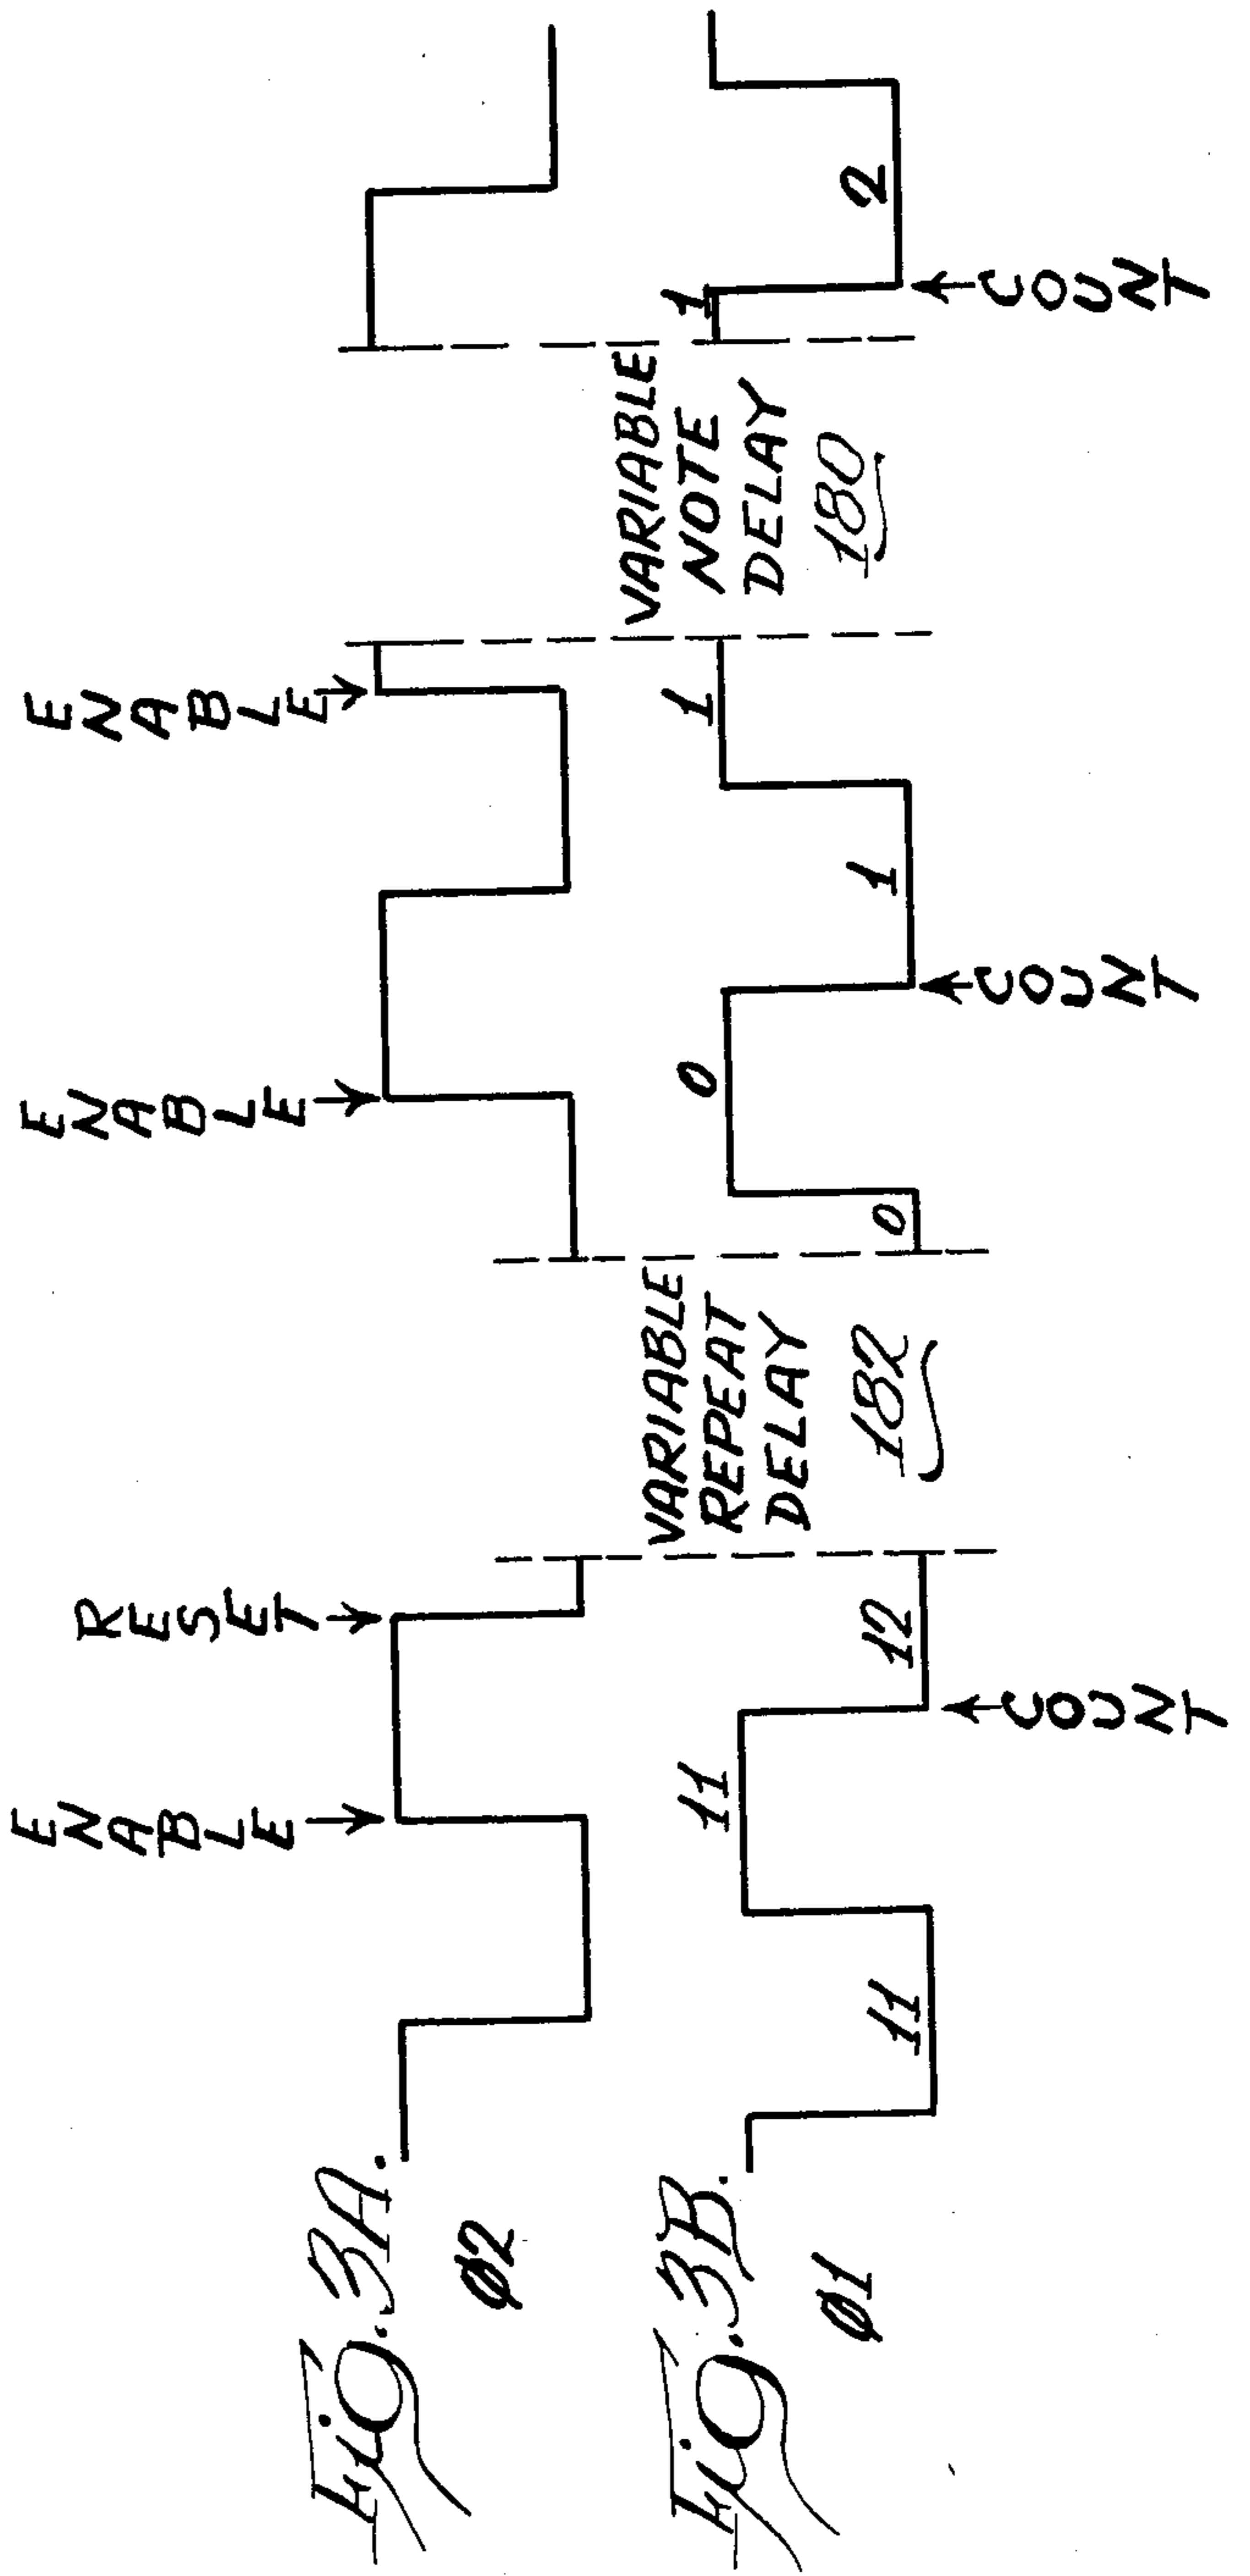 ENABLE
RESET
ENABLE
ENABLE
Fig. 3A.
Ø2
Fig. 3B.
Ø1
11
11
12
COUNT
VARIABLE
REPEAT
DELAY
182
0
0
1
1
COUNT
VARIABLE
NOTE
DELAY
180
1
2
COUNT